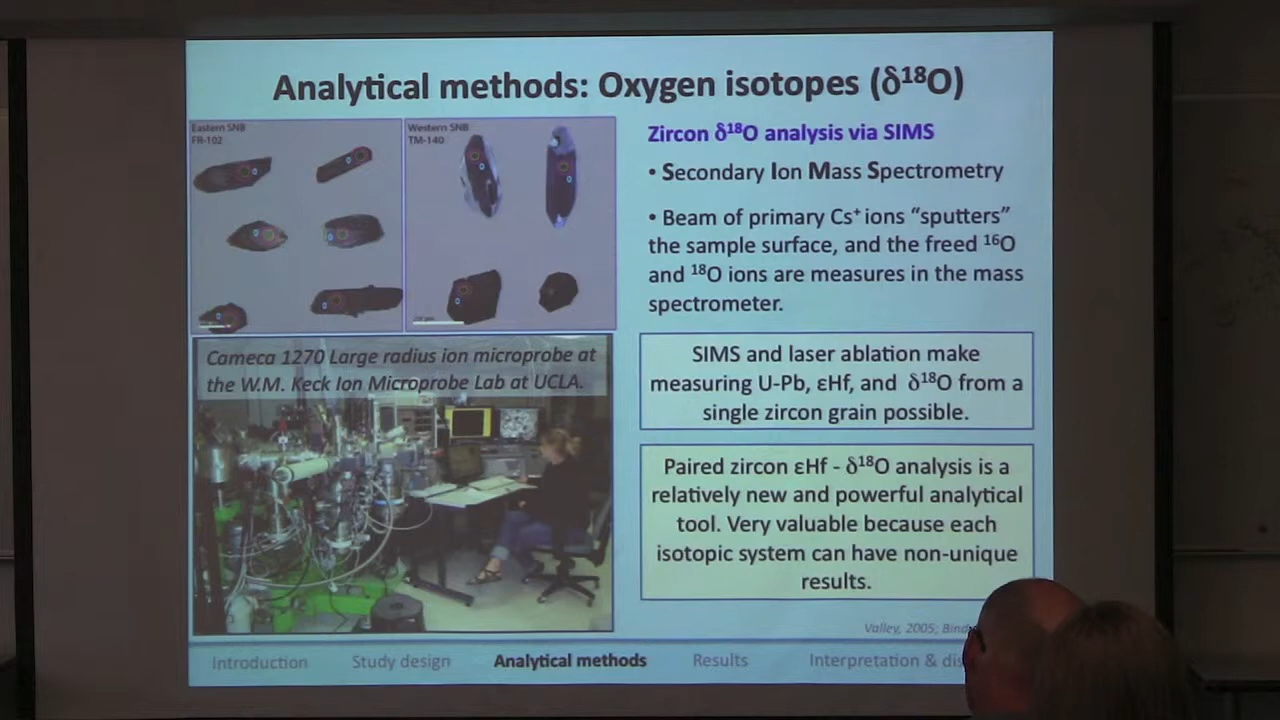 Analytical methods: Oxygen isotopes (δ¹⁸O)
Eastern SNB
FR-102
Western SNB
TM-140
Zircon δ¹⁸O analysis via SIMS
• Secondary Ion Mass Spectrometry
• Beam of primary Cs⁺ ions “sputters”
the sample surface, and the freed ¹⁶O
and ¹⁸O ions are measures in the mass
spectrometer.
Cameca 1270 Large radius ion microprobe at
the W.M. Keck Ion Microprobe Lab at UCLA.
SIMS and laser ablation make
measuring U-Pb, εHf, and δ¹⁸O from a
single zircon grain possible.
Paired zircon εHf - δ¹⁸O analysis is a
relatively new and powerful analytical
tool. Very valuable because each
isotopic system can have non-unique
results.
Valley, 2005;
Introduction Study design Analytical methods Results Interpretation &